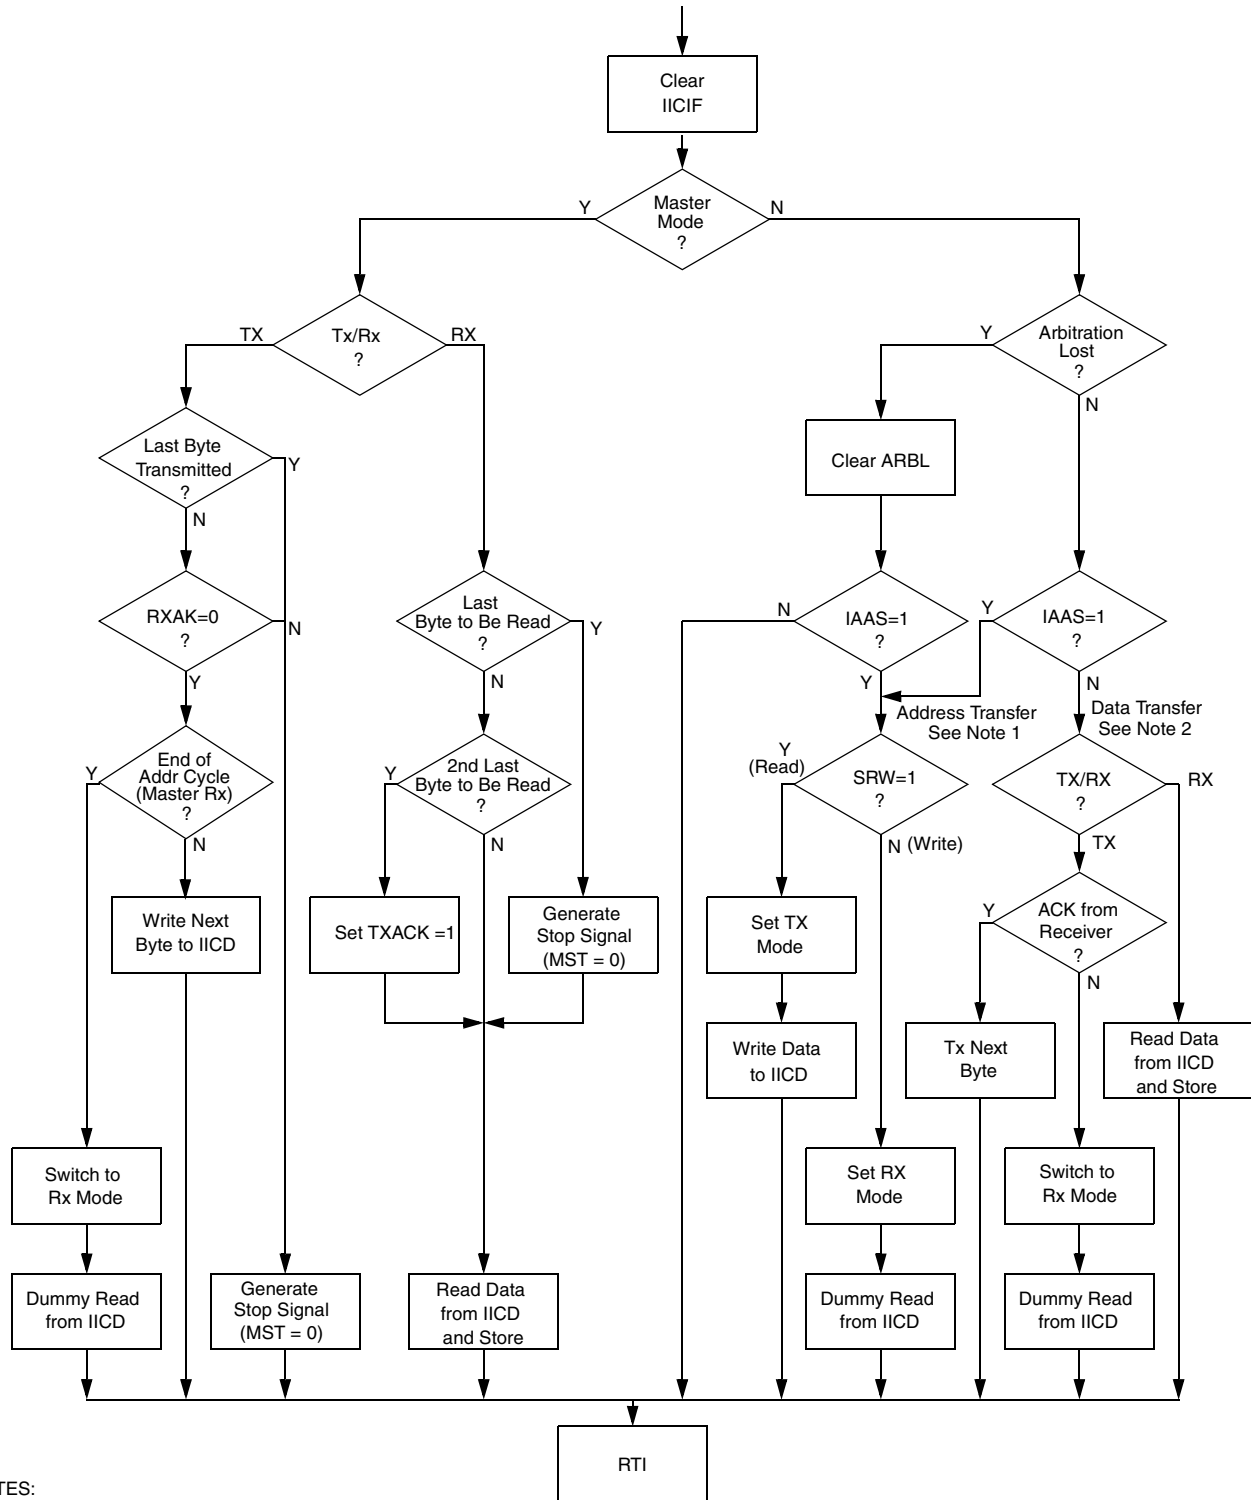 Clear
IICIF
Master
Mode
?
Y
N
Tx/Rx
?
TX
RX
Arbitration
Lost
?
Y
N
Last Byte
Transmitted
?
Y
N
Clear ARBL
RXAK=0
?
N
Y
Last
Byte to Be Read
?
Y
N
IAAS=1
?
N
Y
IAAS=1
?
Y
N
Address Transfer
See Note 1
Data Transfer
See Note 2
End of
Addr Cycle
(Master Rx)
?
Y
N
2nd Last
Byte to Be Read
?
Y
N
Y
(Read)
SRW=1
?
N (Write)
TX/RX
?
RX
TX
Write Next
Byte to IICD
Set TXACK =1
Generate
Stop Signal
(MST = 0)
Set TX
Mode
ACK from
Receiver
?
Y
N
Write Data
to IICD
Tx Next
Byte
Read Data
from IICD
and Store
Switch to
Rx Mode
Set RX
Mode
Switch to
Rx Mode
Dummy Read
from IICD
Generate
Stop Signal
(MST = 0)
Read Data
from IICD
and Store
Dummy Read
from IICD
Dummy Read
from IICD
RTI
TES: